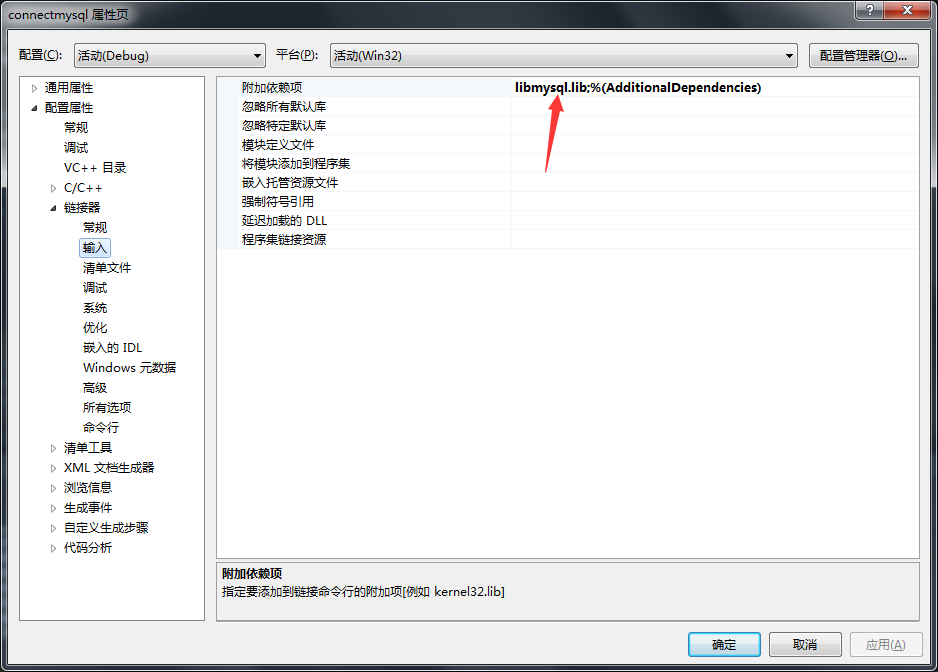 connectmysql 属性页
配置(C): 活动(Debug) 平台(P): 活动(Win32) 配置管理器(O)...
通用属性
配置属性
常规
调试
VC++ 目录
C/C++
链接器
常规
输入
清单文件
调试
系统
优化
嵌入的 IDL
Windows 元数据
高级
所有选项
命令行
清单工具
XML 文档生成器
浏览信息
生成事件
自定义生成步骤
代码分析
附加依赖项 libmysql.lib;%(AdditionalDependencies)
忽略所有默认库
忽略特定默认库
模块定义文件
将模块添加到程序集
嵌入托管资源文件
强制符号引用
延迟加载的 DLL
程序集链接资源
附加依赖项
指定要添加到链接命令行的附加项[例如 kernel32.lib]
确定 取消 应用(A)